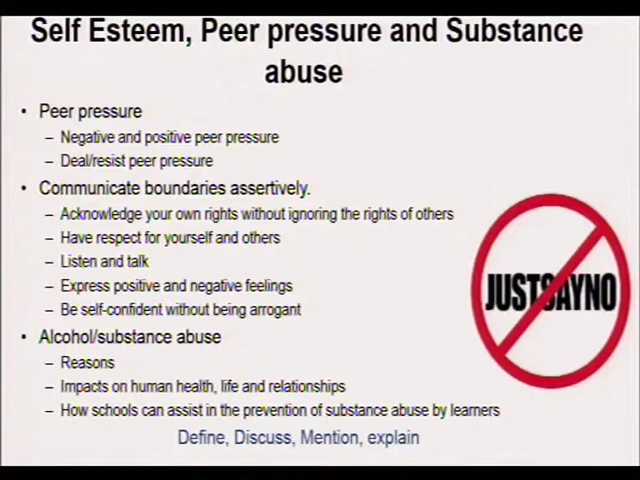 Self Esteem, Peer pressure and Substance
abuse
• Peer pressure
– Negative and positive peer pressure
– Deal/resist peer pressure
• Communicate boundaries assertively.
– Acknowledge your own rights without ignoring the rights of others
– Have respect for yourself and others
– Listen and talk
– Express positive and negative feelings
– Be self-confident without being arrogant
JUSTSAYNO
• Alcohol/substance abuse
– Reasons
– Impacts on human health, life and relationships
– How schools can assist in the prevention of substance abuse by learners
Define, Discuss, Mention, explain